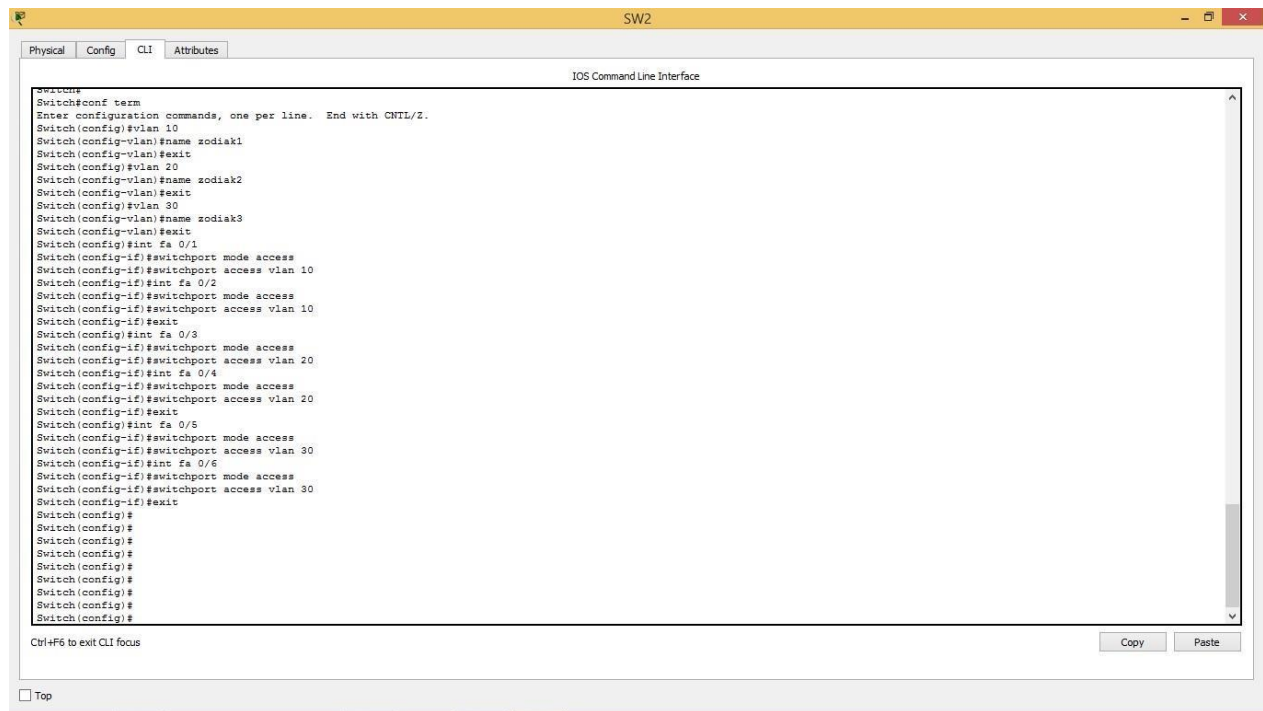 SW2
Physical Config CLI Attributes
IOS Command Line Interface
Switch#
Switch#conf term
Enter configuration commands, one per line. End with CNTL/Z.
Switch(config)#vlan 10
Switch(config-vlan)#name zodiak1
Switch(config-vlan)#exit
Switch(config)#vlan 20
Switch(config-vlan)#name zodiak2
Switch(config-vlan)#exit
Switch(config)#vlan 30
Switch(config-vlan)#name zodiak3
Switch(config-vlan)#exit
Switch(config)#int fa 0/1
Switch(config-if)#switchport mode access
Switch(config-if)#switchport access vlan 10
Switch(config-if)#int fa 0/2
Switch(config-if)#switchport mode access
Switch(config-if)#switchport access vlan 10
Switch(config-if)#exit
Switch(config)#int fa 0/3
Switch(config-if)#switchport mode access
Switch(config-if)#switchport access vlan 20
Switch(config-if)#int fa 0/4
Switch(config-if)#switchport mode access
Switch(config-if)#switchport access vlan 20
Switch(config-if)#exit
Switch(config)#int fa 0/5
Switch(config-if)#switchport mode access
Switch(config-if)#switchport access vlan 30
Switch(config-if)#int fa 0/6
Switch(config-if)#switchport mode access
Switch(config-if)#switchport access vlan 30
Switch(config-if)#exit
Switch(config)#
Switch(config)#
Switch(config)#
Switch(config)#
Switch(config)#
Switch(config)#
Switch(config)#
Switch(config)#
Switch(config)#
Ctrl+F6 to exit CLI focus
Copy Paste
Top